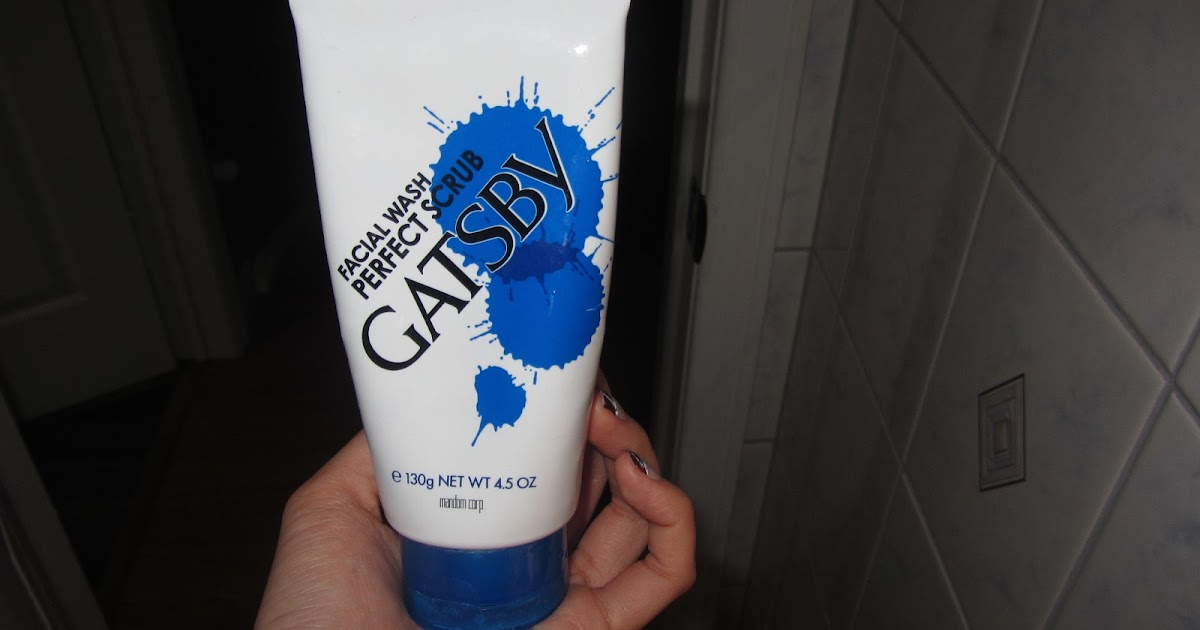 FACIAL WASH
PERFECT SCRUB
GATSBY
℮ 130g NET WT 4.5 OZ
mandom corp.